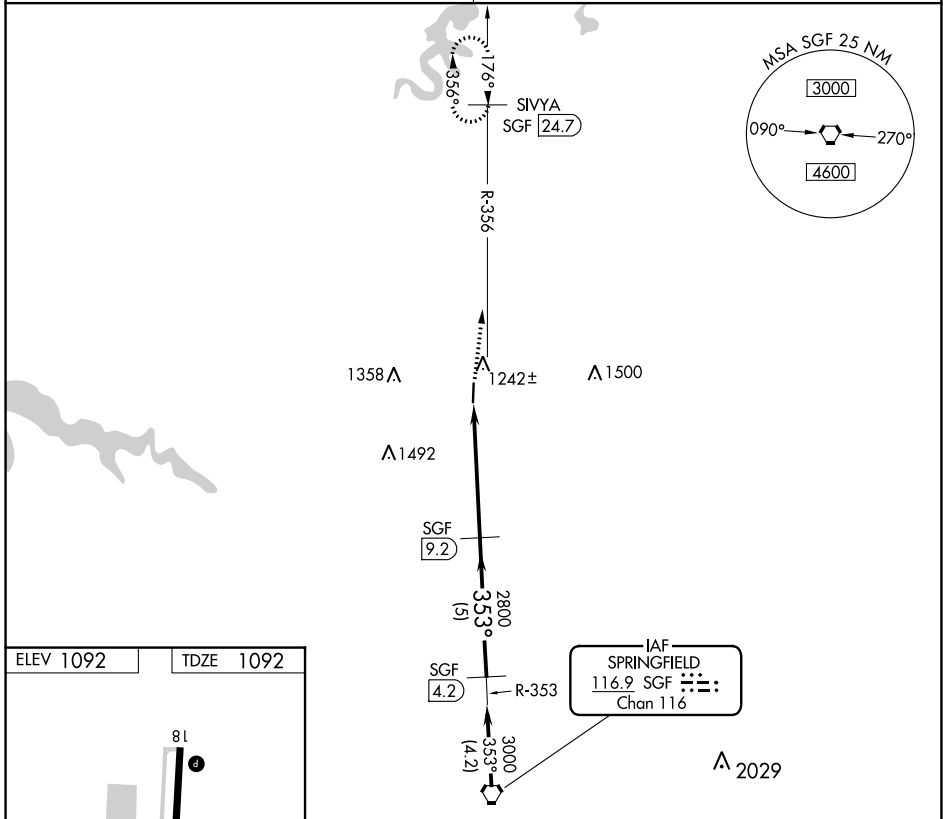 MSA SGF 25 NM
3000
090°
270°
4600
176°
356°
SIVYA
SGF 24.7
R-356
1358
1242±
1500
1492
SGF
9.2
2800
353°
(5)
SGF
4.2
R-353
3000
353°
(4.2)
IAF
SPRINGFIELD
116.9 SGF
Chan 116
2029
ELEV 1092
TDZE 1092
18
P